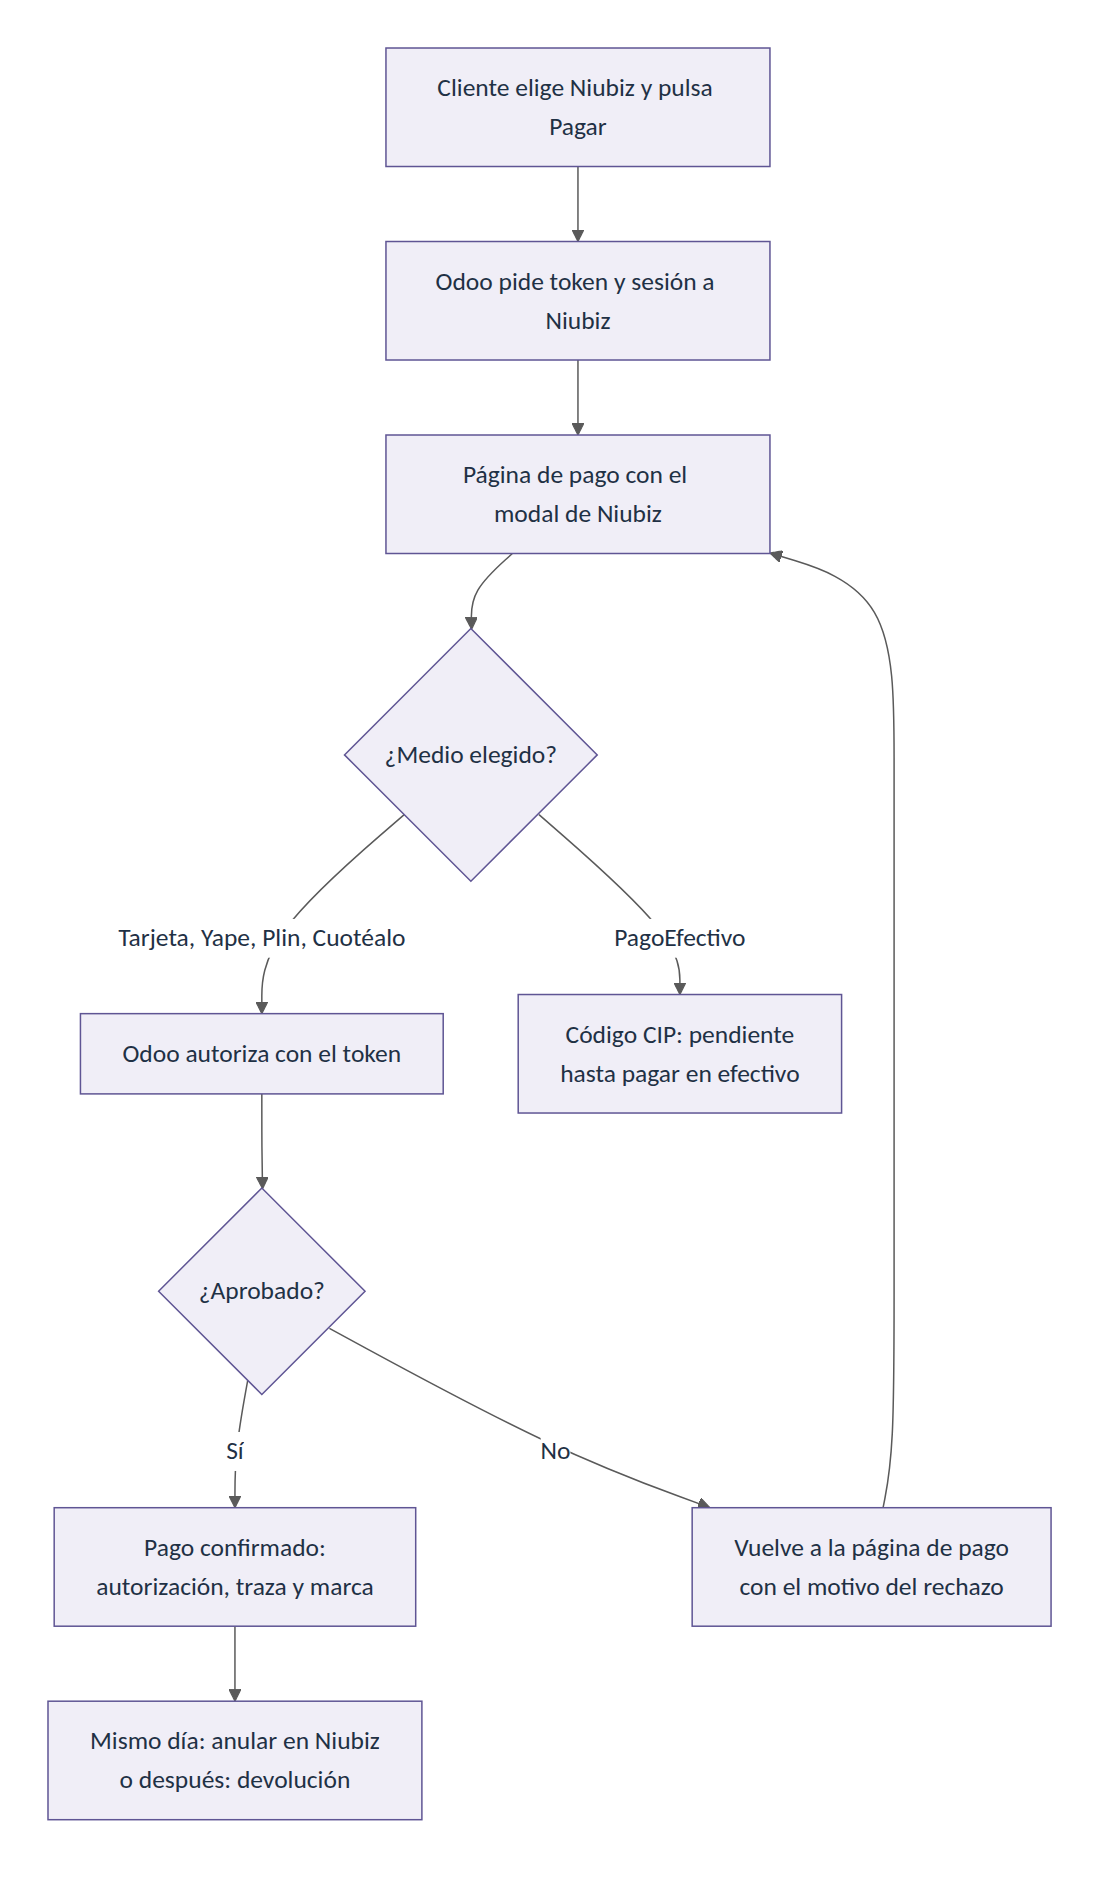 Cliente elige Niubiz y pulsa
Pagar
Odoo pide token y sesión a
Niubiz
Página de pago con el
modal de Niubiz
¿Medio elegido?
Tarjeta, Yape, Plin, Cuotéalo
PagoEfectivo
Odoo autoriza con el token
Código CIP: pendiente
hasta pagar en efectivo
¿Aprobado?
Sí
No
Pago confirmado:
autorización, traza y marca
Vuelve a la página de pago
con el motivo del rechazo
Mismo día: anular en Niubiz
o después: devolución